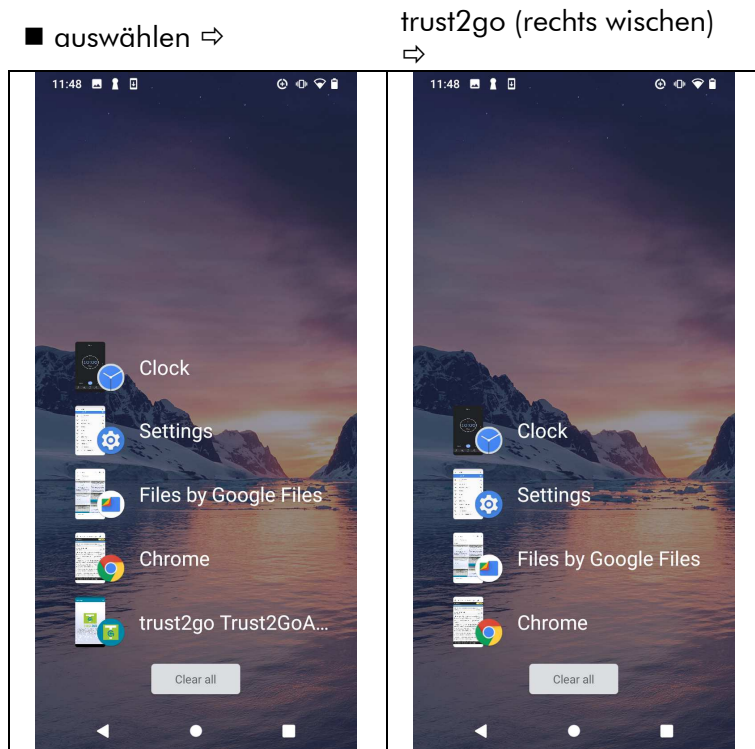 ■ auswählen ⇨
trust2go (rechts wischen)
⇨
11:48
Clock
Settings
Files by Google Files
Chrome
trust2go Trust2GoA...
Clear all
11:48
Clock
Settings
Files by Google Files
Chrome
Clear all